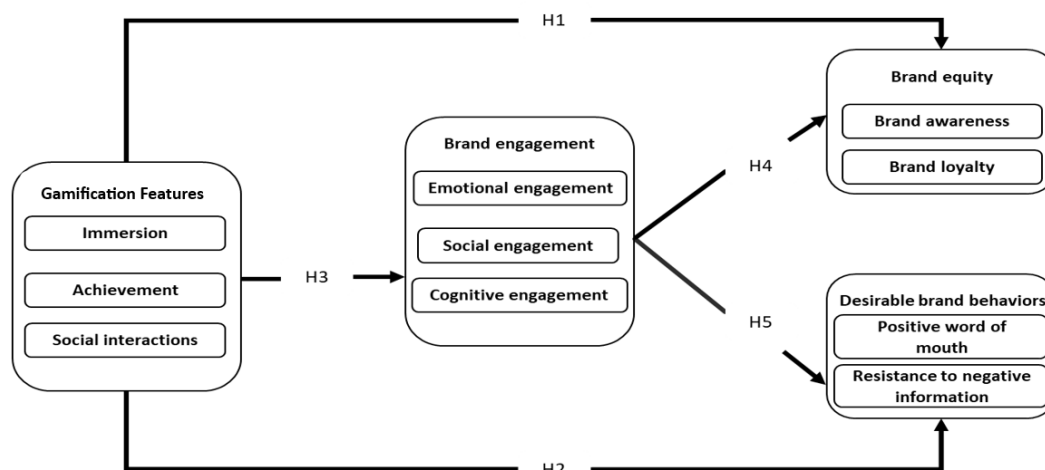 H1
Brand equity
Brand awareness
Brand loyalty
Brand engagement
Emotional engagement
Social engagement
Cognitive engagement
H4
Gamification Features
Immersion
Achievement
Social interactions
H3
H5
Desirable brand behaviors
Positive word of
mouth
Resistance to negative
information
H2